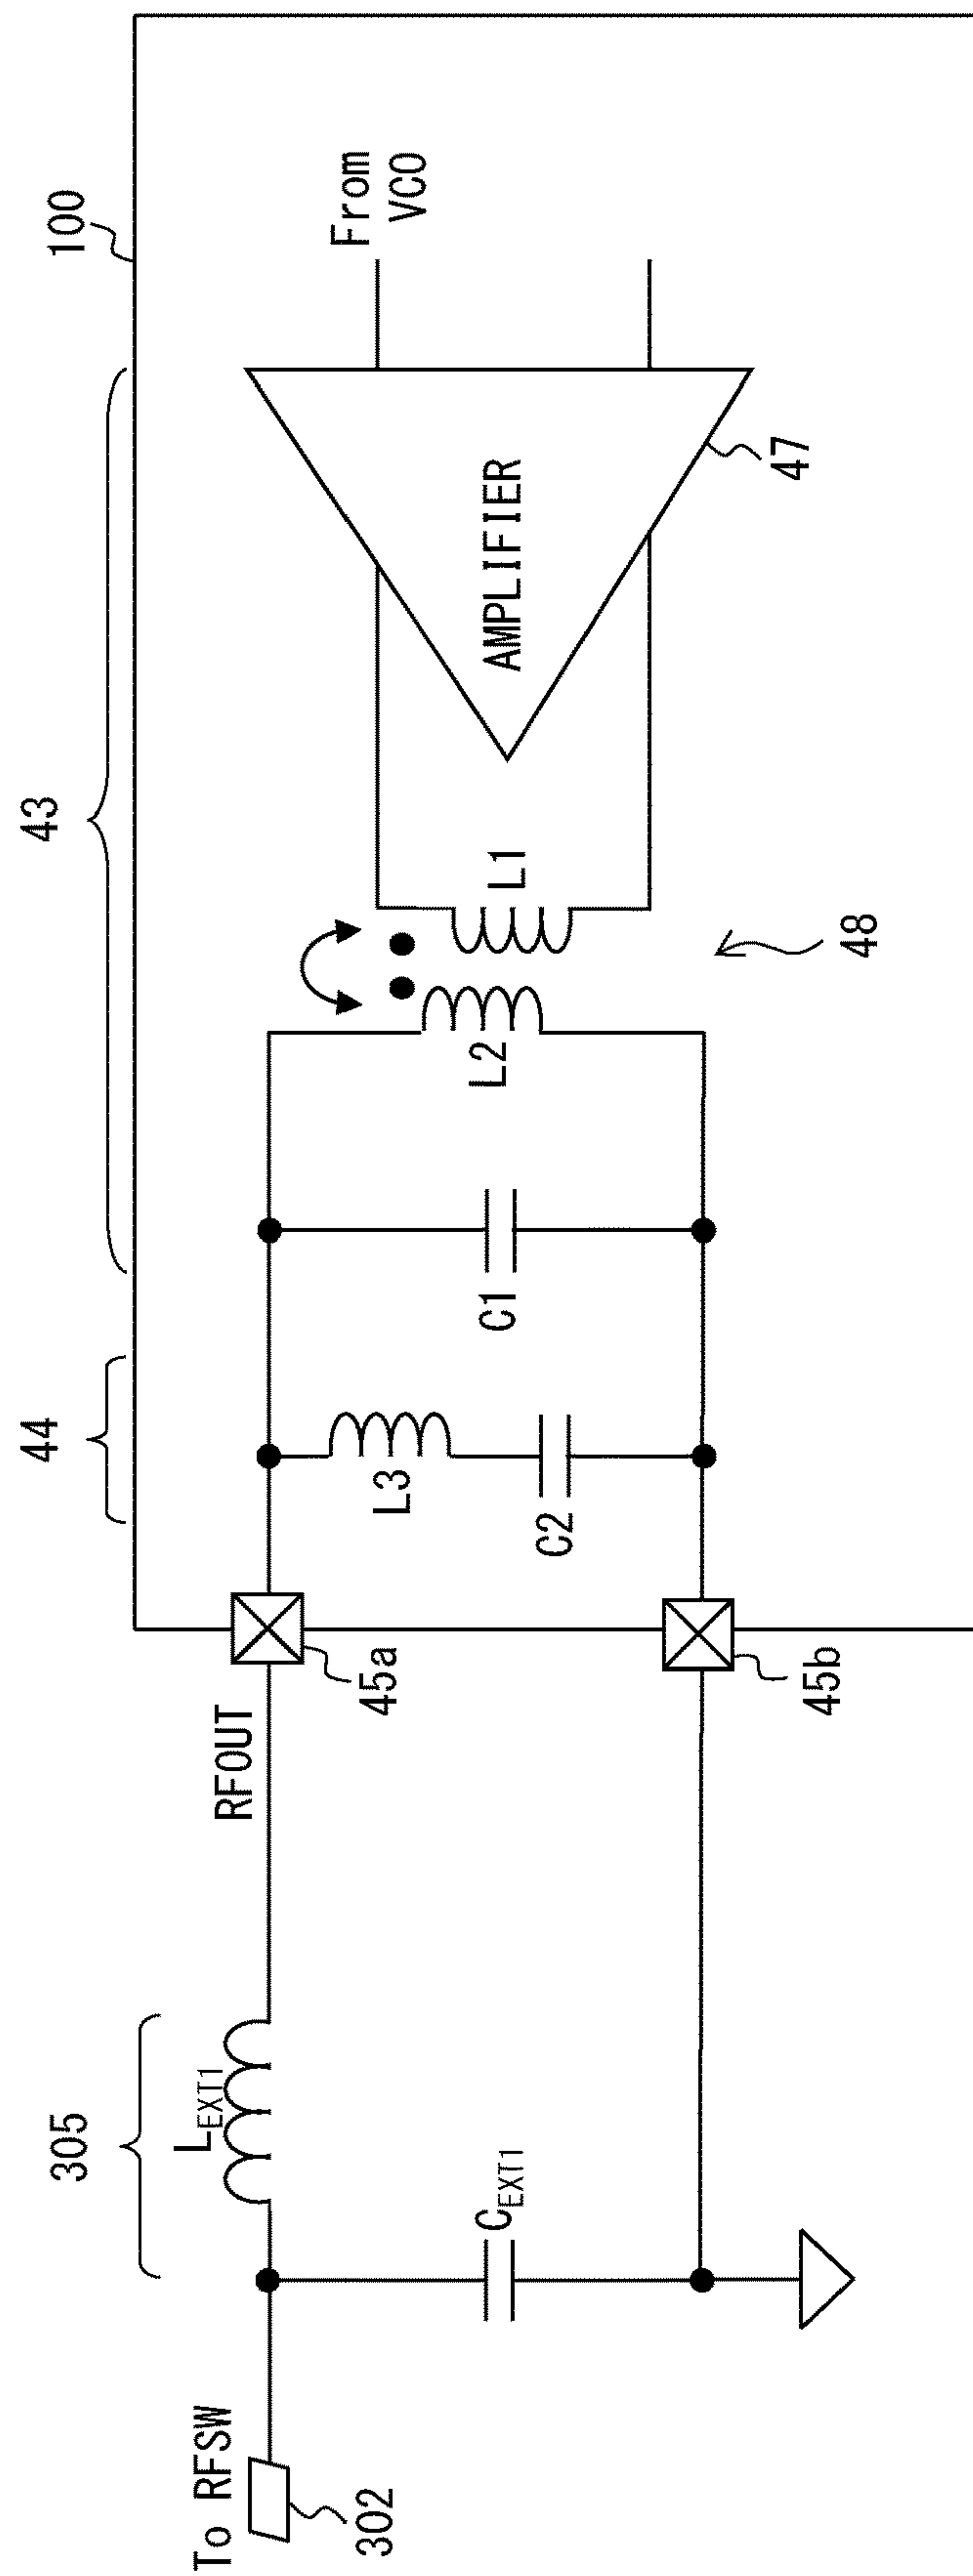 100
43
44
305
From
VCO
AMPLIFIER
47
L1
L2
48
C1
L3
C2
45a
45b
RFOUT
LEXT1
CEXT1
To RFSW
302